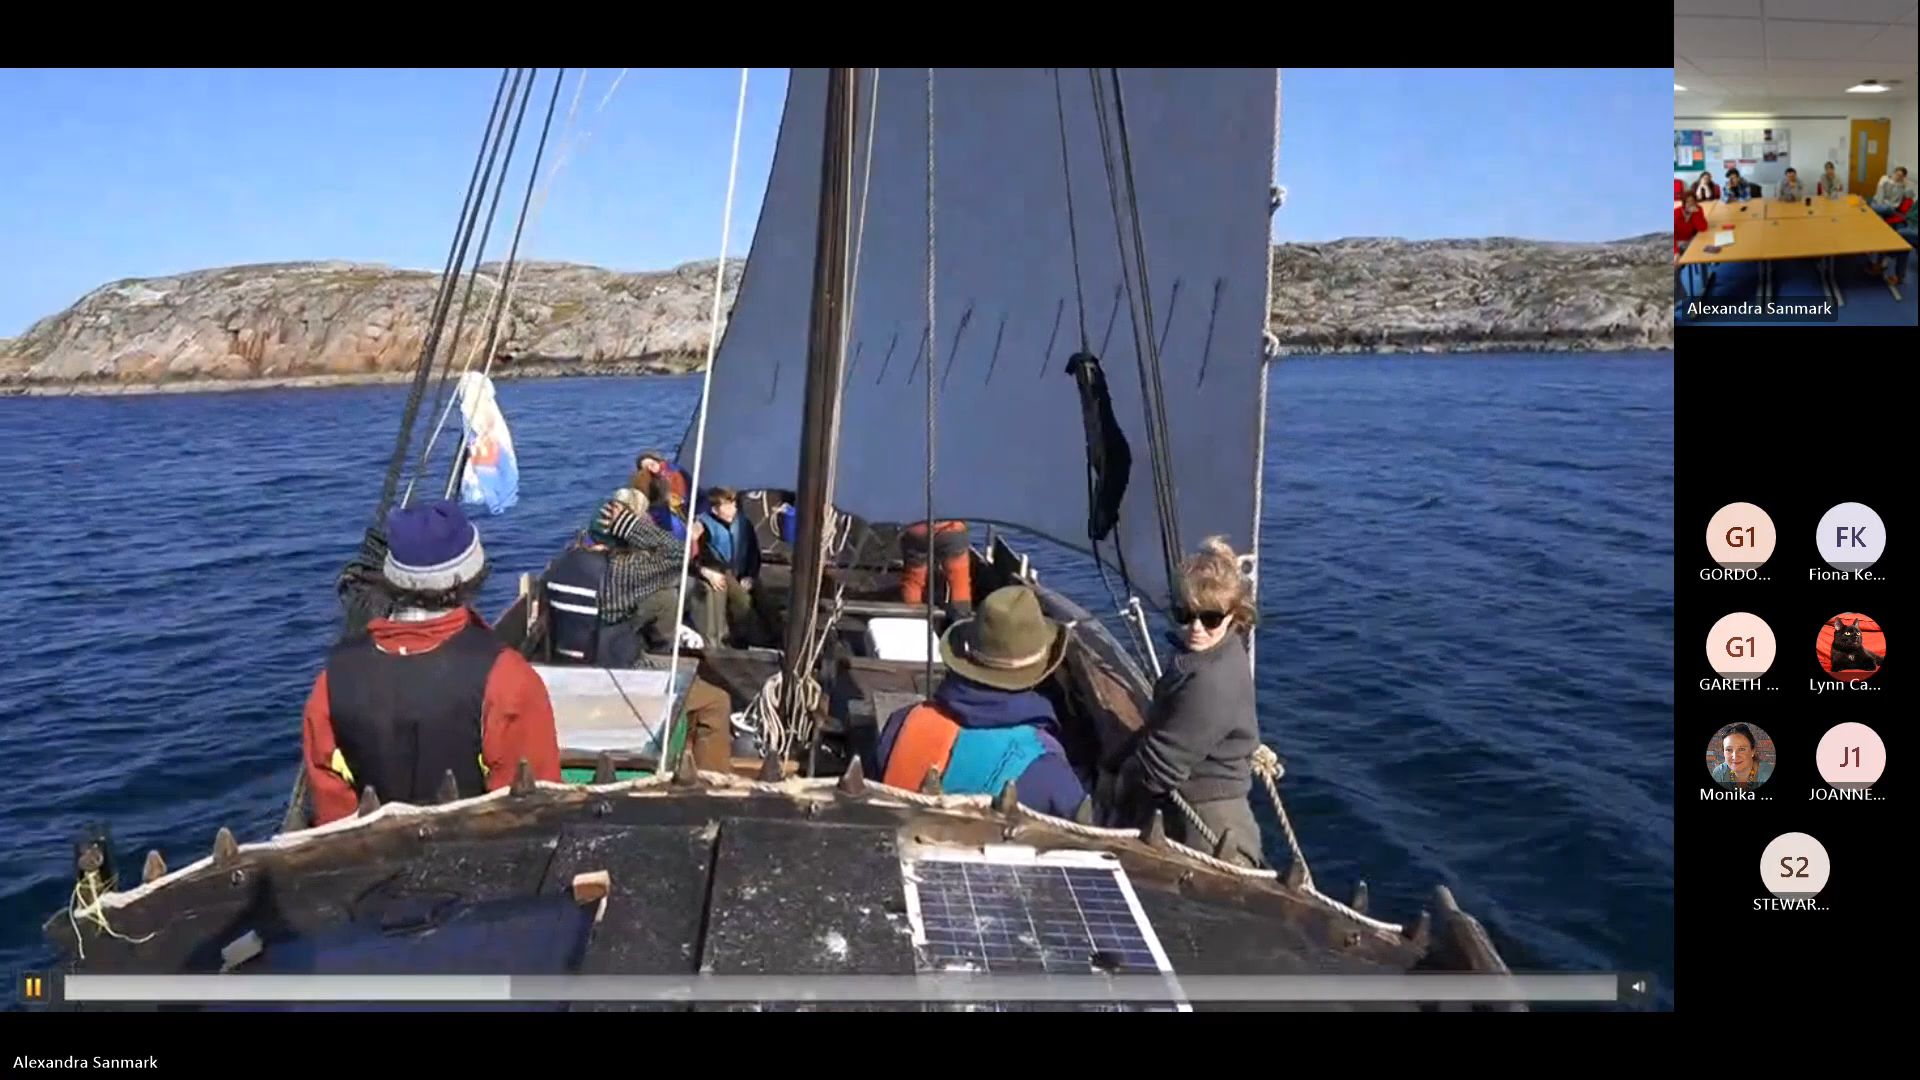 Alexandra Sanmark
G1
GORDO...
FK
Fiona Ke...
G1
GARETH ...
Lynn Ca...
Monika ...
J1
JOANNE...
S2
STEWAR...
Alexandra Sanmark